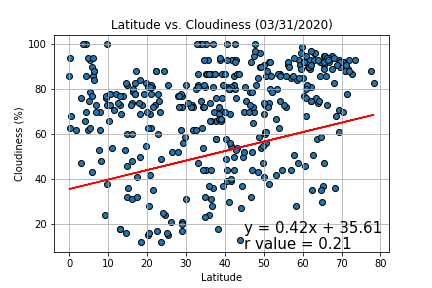 Latitude vs. Cloudiness (03/31/2020)
100
80
60
40
20
Cloudiness (%)
y = 0.42x + 35.61
r value = 0.21
0 10 20 30 40 50 60 70 80
Latitude